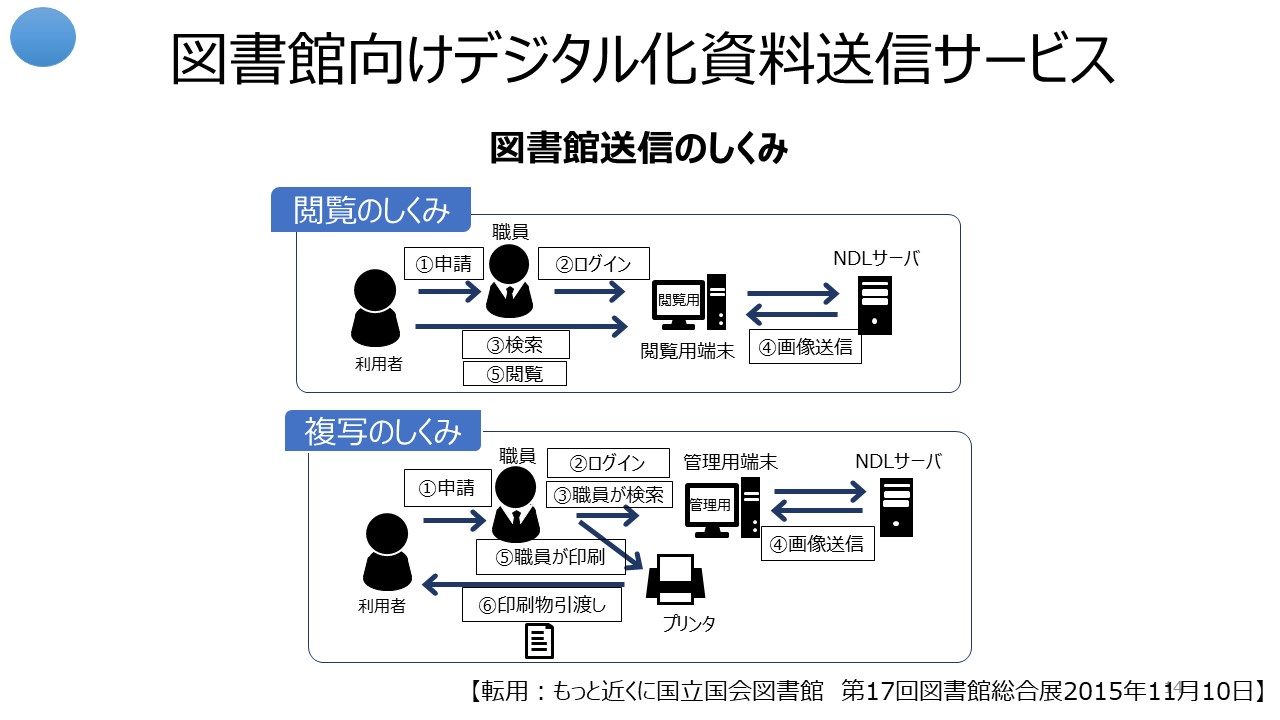 図書館向けデジタル化資料送信サービス
図書館送信のしくみ
閲覧のしくみ
職員
①申請
②ログイン
NDLサーバ
閲覧用
利用者
③検索
⑤閲覧
閲覧用端末
④画像送信
複写のしくみ
職員
②ログイン
管理用端末
NDLサーバ
①申請
③職員が検索
管理用
④画像送信
⑤職員が印刷
利用者
⑥印刷物引渡し
プリンタ
【転用：もっと近くに国立国会図書館 第17回図書館総合展2015年11月10日】
14